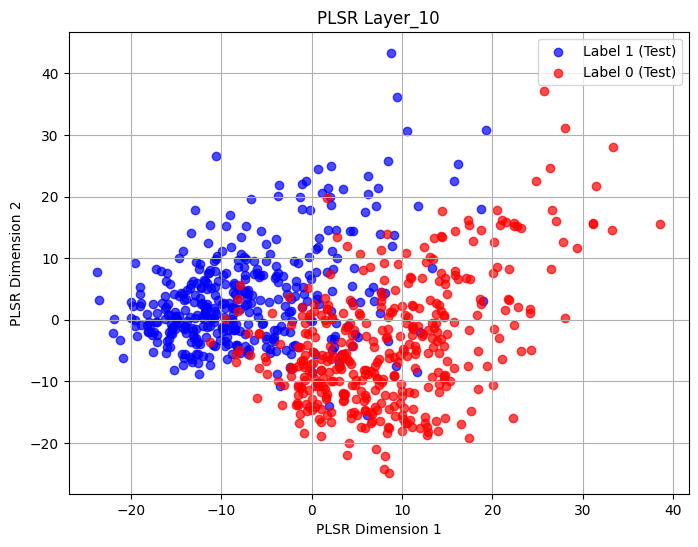 PLSR Layer_10
Label 1 (Test)
Label 0 (Test)
PLSR Dimension 2
40
30
20
10
0
−10
−20
−20 −10 0 10 20 30 40
PLSR Dimension 1